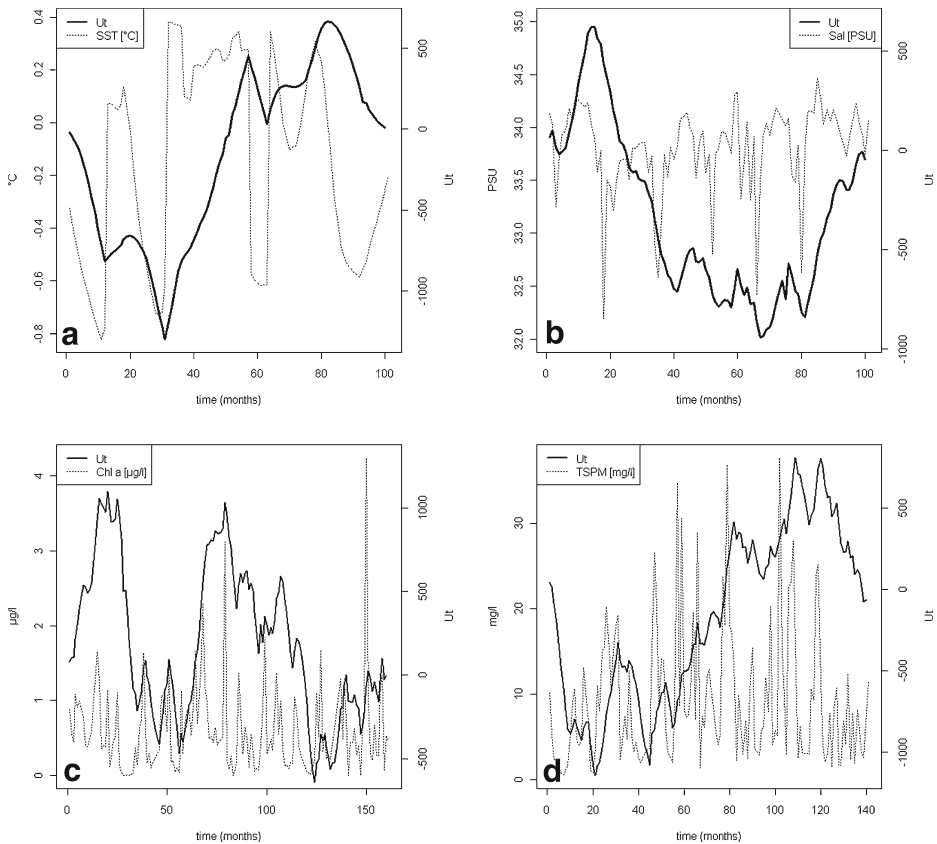 Ut
SST [°C]
0.4
0.2
0.0
-0.2
-0.4
-0.6
-0.8
°C
500
0
-500
-1000
Ut
a
0 20 40 60 80 100
time (months)
Ut
Sal [PSU]
35.0
34.5
34.0
33.5
33.0
32.5
32.0
PSU
500
0
-500
-1000
Ut
b
0 20 40 60 80 100
time (months)
Ut
Chl a [µg/l]
4
3
2
1
0
µg/l
1000
500
0
-500
Ut
c
0 50 100 150
time (months)
Ut
TSPM [mg/l]
30
20
10
0
mg/l
500
0
-500
-1000
Ut
d
0 20 40 60 80 100 120 140
time (months)